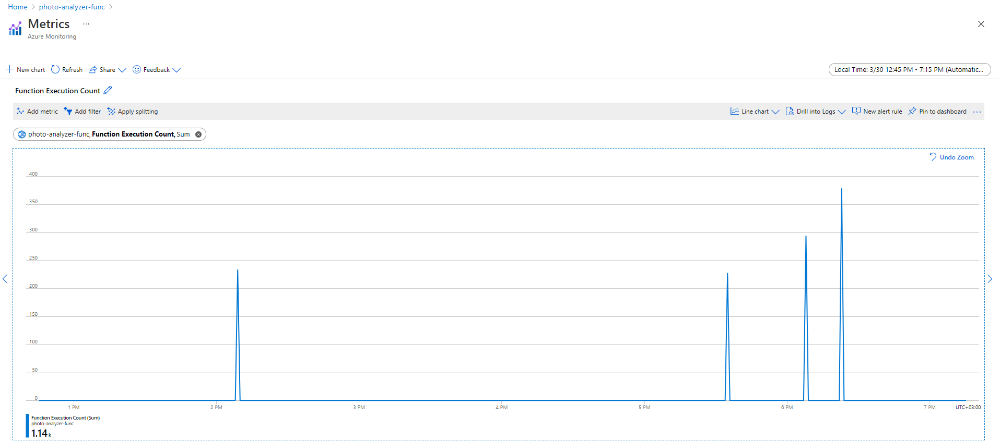 Home > photo-analyzer-func >
Metrics ...
Azure Monitoring
New chart Refresh Share Feedback
Local Time: 3/30 12:45 PM - 7:15 PM (Automatic...
Function Execution Count
Add metric Add filter Apply splitting Line chart Drill into Logs New alert rule Pin to dashboard ...
photo-analyzer-func, Function Execution Count, Sum
Undo Zoom
400
350
300
250
200
150
100
50
0
1 PM 2 PM 3 PM 4 PM 5 PM 6 PM 7 PM UTC+03:00
Function Execution Count (Sum)
photo-analyzer-func
1.14 k